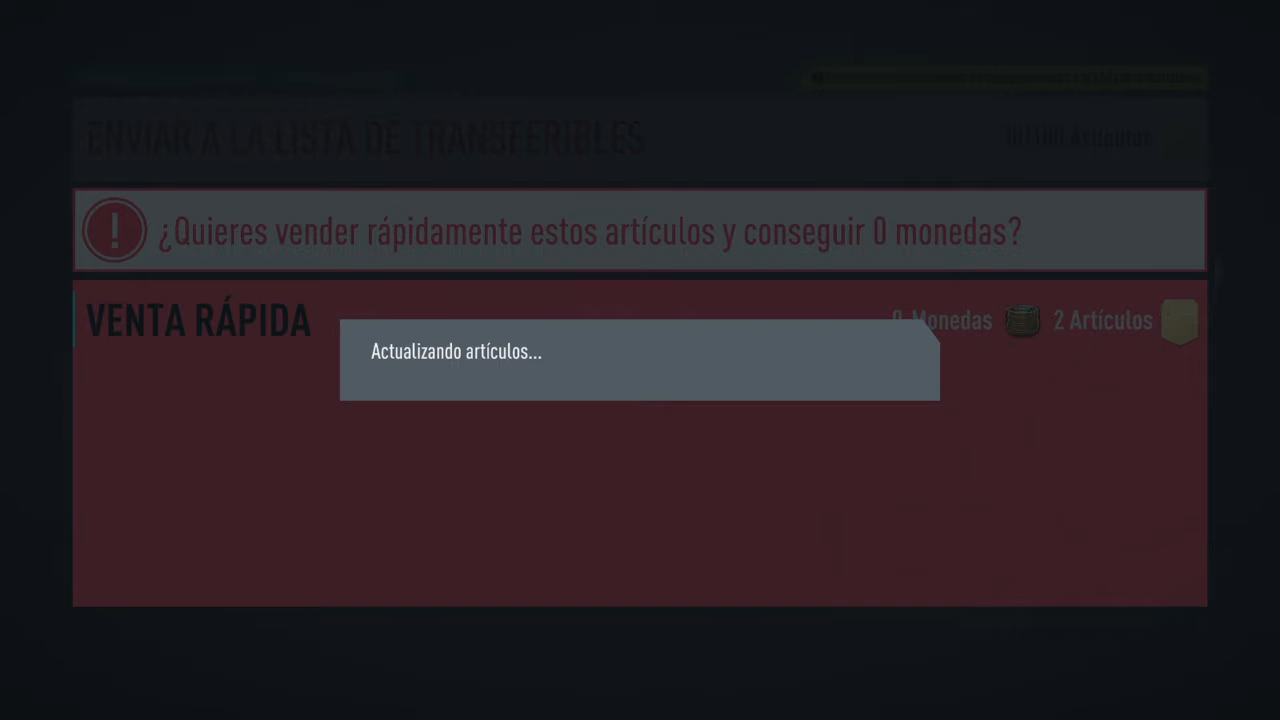 ENVIAR A LA LISTA DE TRANSFERIBLES
¿Quieres vender rápidamente estos artículos y conseguir 0 monedas?
VENTA RÁPIDA
0 Monedas
2 Artículos
Actualizando artículos...